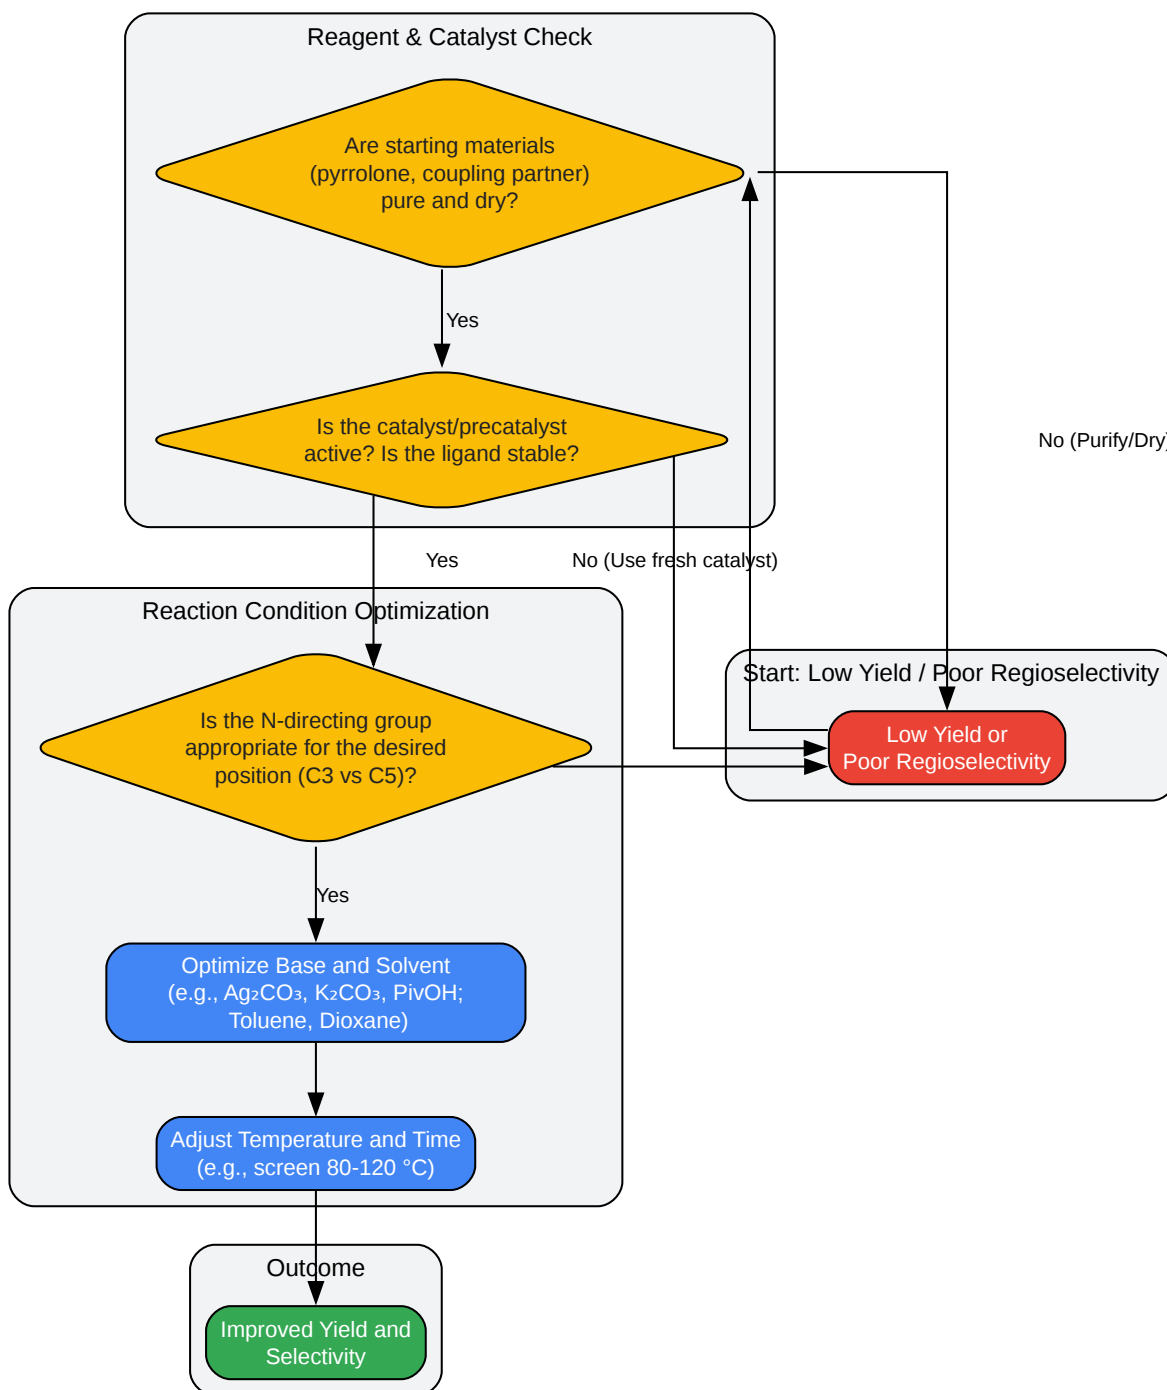 Reagent & Catalyst Check
Are starting materials
(pyrrolone, coupling partner)
pure and dry?
Yes
Is the catalyst/precatalyst
active? Is the ligand stable?
No (Purify/Dry)
Yes
No (Use fresh catalyst)
Reaction Condition Optimization
Is the N-directing group
appropriate for the desired
position (C3 vs C5)?
Start: Low Yield / Poor Regioselectivity
Low Yield or
Poor Regioselectivity
Yes
Optimize Base and Solvent
(e.g., Ag₂CO₃, K₂CO₃, PivOH;
Toluene, Dioxane)
Adjust Temperature and Time
(e.g., screen 80-120 °C)
Outcome
Improved Yield and
Selectivity